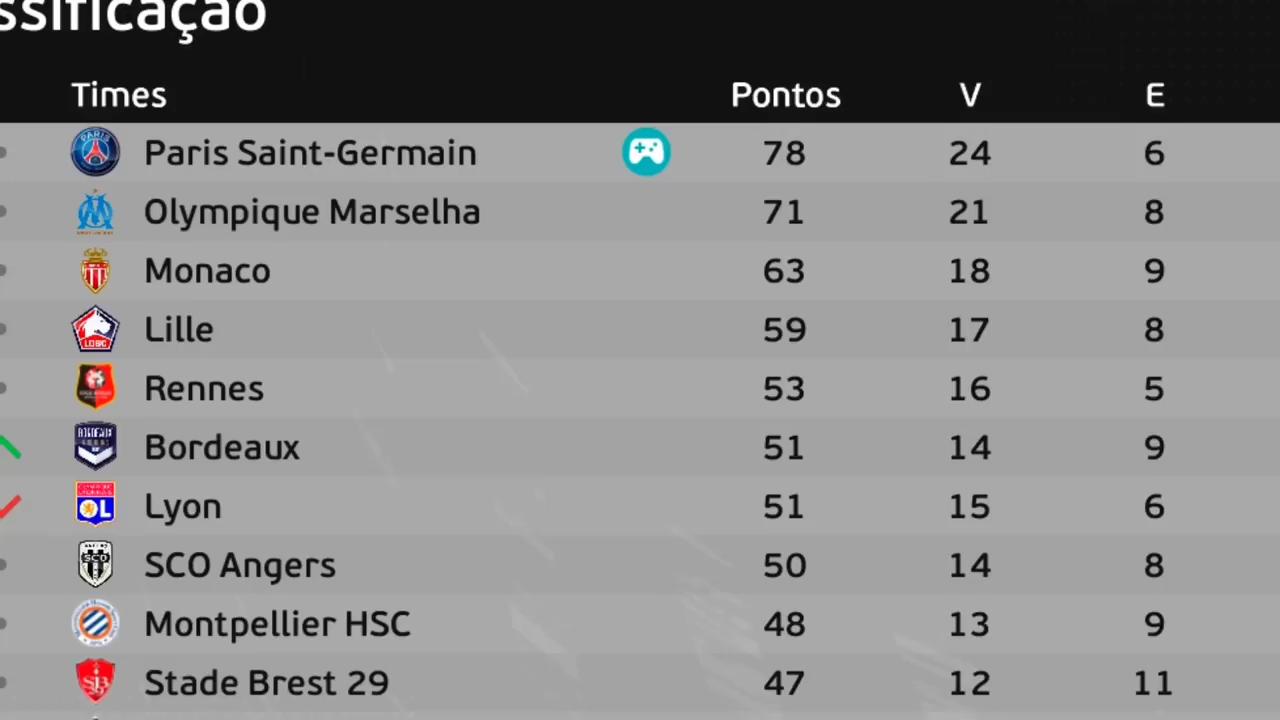 ssificação
Times Pontos V E
Paris Saint-Germain 78 24 6
Olympique Marselha 71 21 8
Monaco 63 18 9
Lille 59 17 8
Rennes 53 16 5
Bordeaux 51 14 9
Lyon 51 15 6
SCO Angers 50 14 8
Montpellier HSC 48 13 9
Stade Brest 29 47 12 11